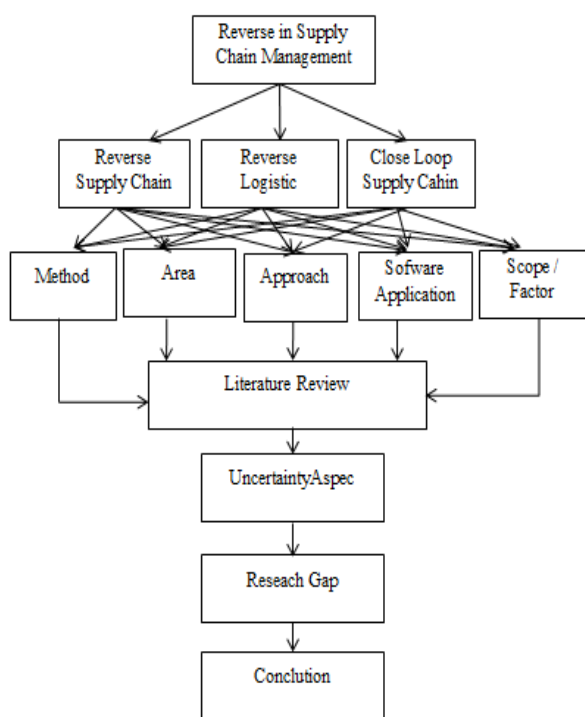 Reverse in Supply
Chain Management
Reverse
Supply Chain
Reverse
Logistic
Close Loop
Supply Cahin
Method
Area
Approach
Sofware
Application
Scope /
Factor
Literature Review
UncertaintyAspec
Reseach Gap
Conclution